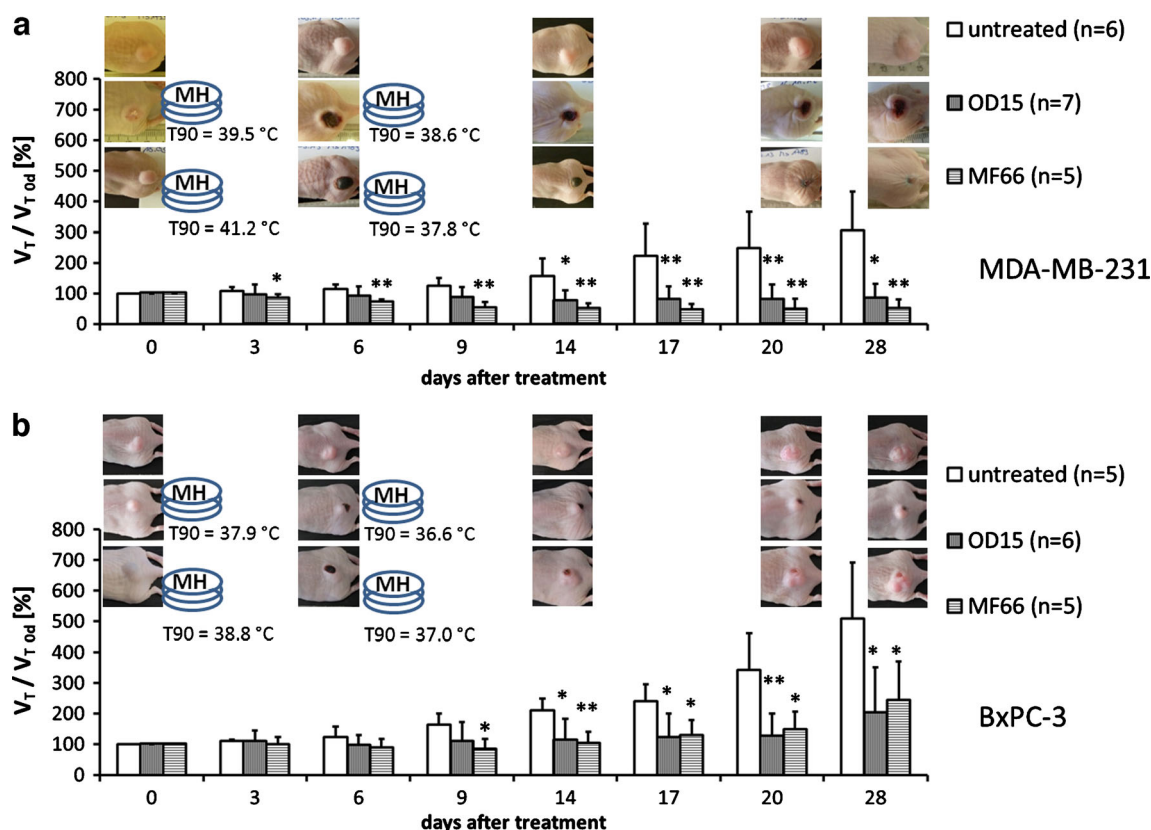 a
untreated (n=6)
OD15 (n=7)
MF66 (n=5)
MDA-MB-231
V_T / V_T 0d [%]
800
700
600
500
400
300
200
100
0
MH
T90 = 39.5 °C
MH
T90 = 38.6 °C
MH
T90 = 41.2 °C
MH
T90 = 37.8 °C
*
**
**
* **
** **
** **
* **
0 3 6 9 14 17 20 28
days after treatment
b
untreated (n=5)
OD15 (n=6)
MF66 (n=5)
BxPC-3
V_T / V_T 0d [%]
800
700
600
500
400
300
200
100
0
MH
T90 = 37.9 °C
MH
T90 = 36.6 °C
MH
T90 = 38.8 °C
MH
T90 = 37.0 °C
*
* **
* *
** *
* *
0 3 6 9 14 17 20 28
days after treatment